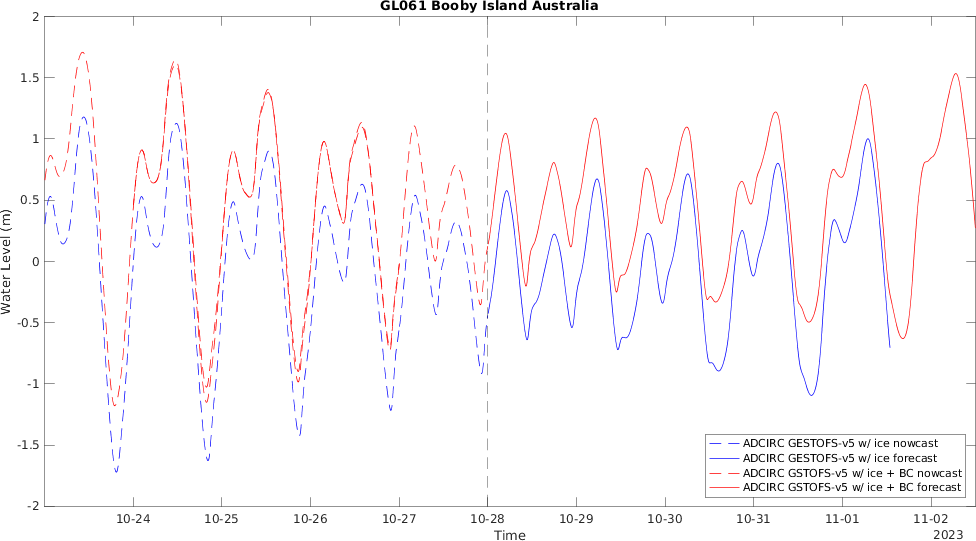 GL061 Booby Island Australia
2
1.5
1
0.5
0
-0.5
-1
-1.5
-2
Water Level (m)
ADCIRC GESTOFS-v5 w/ ice nowcast
ADCIRC GESTOFS-v5 w/ ice forecast
ADCIRC GSTOFS-v5 w/ ice + BC nowcast
ADCIRC GSTOFS-v5 w/ ice + BC forecast
10-24 10-25 10-26 10-27 10-28 10-29 10-30 10-31 11-01 11-02
Time
2023